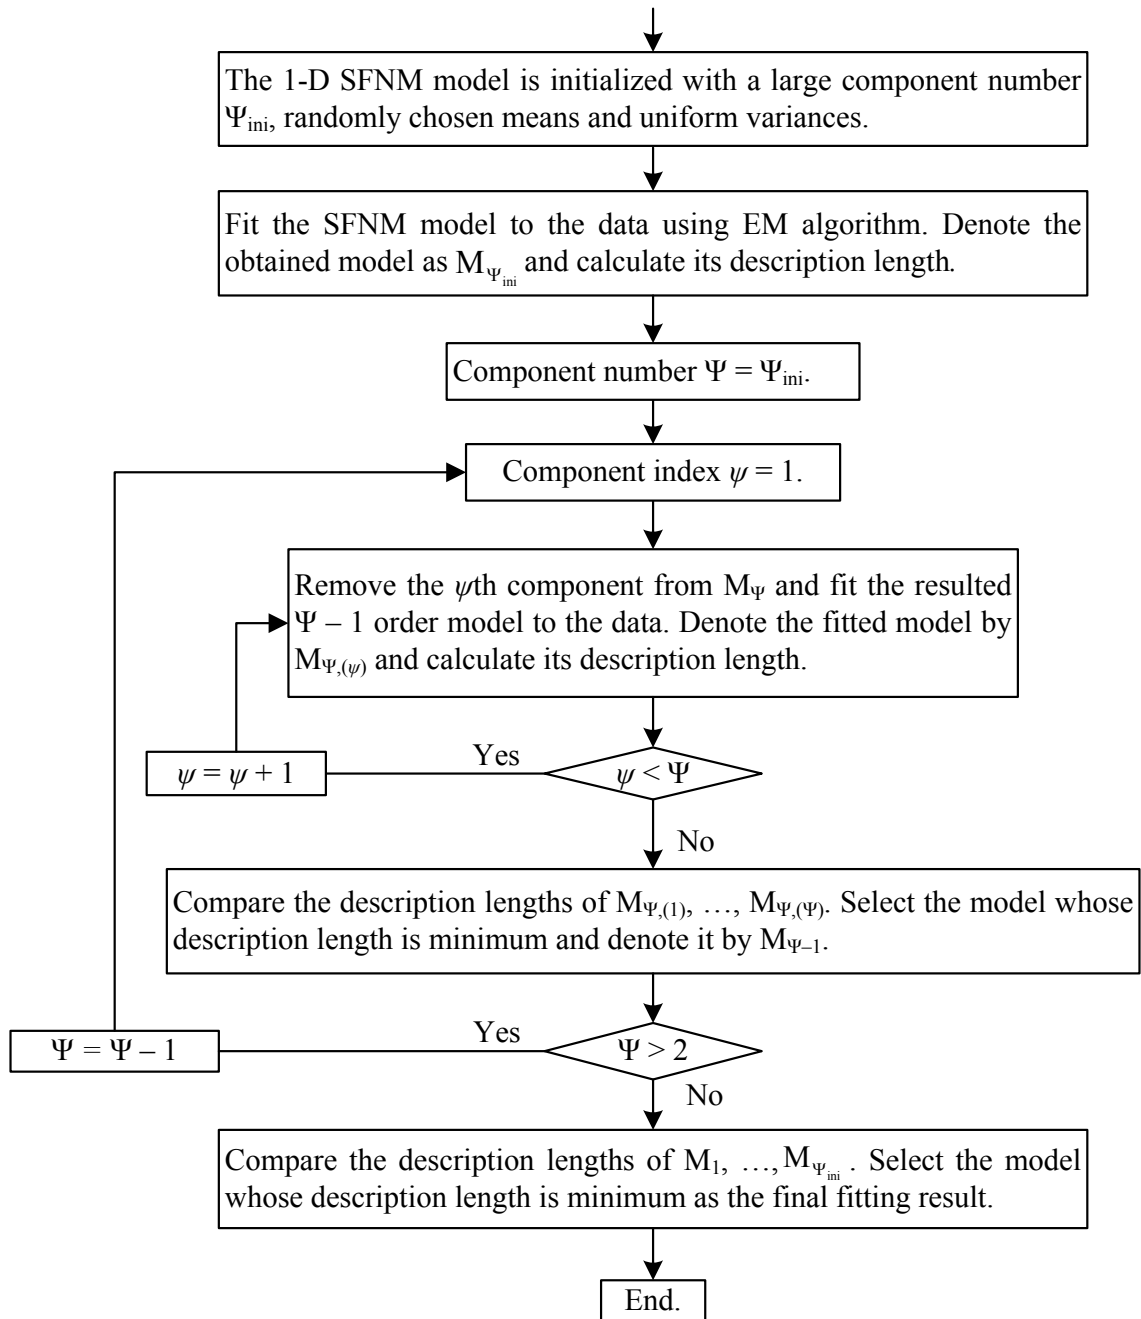 The 1-D SFNM model is initialized with a large component number
Ψini, randomly chosen means and uniform variances.
Fit the SFNM model to the data using EM algorithm. Denote the
obtained model as MΨini and calculate its description length.
Component number Ψ = Ψini.
Component index ψ = 1.
Remove the ψth component from MΨ and fit the resulted
Ψ – 1 order model to the data. Denote the fitted model by
MΨ,(ψ) and calculate its description length.
Yes
ψ = ψ + 1
ψ < Ψ
No
Compare the description lengths of MΨ,(1), …, MΨ,(Ψ). Select the model whose
description length is minimum and denote it by MΨ–1.
Yes
Ψ = Ψ – 1
Ψ > 2
No
Compare the description lengths of M1, …, MΨini . Select the model
whose description length is minimum as the final fitting result.
End.